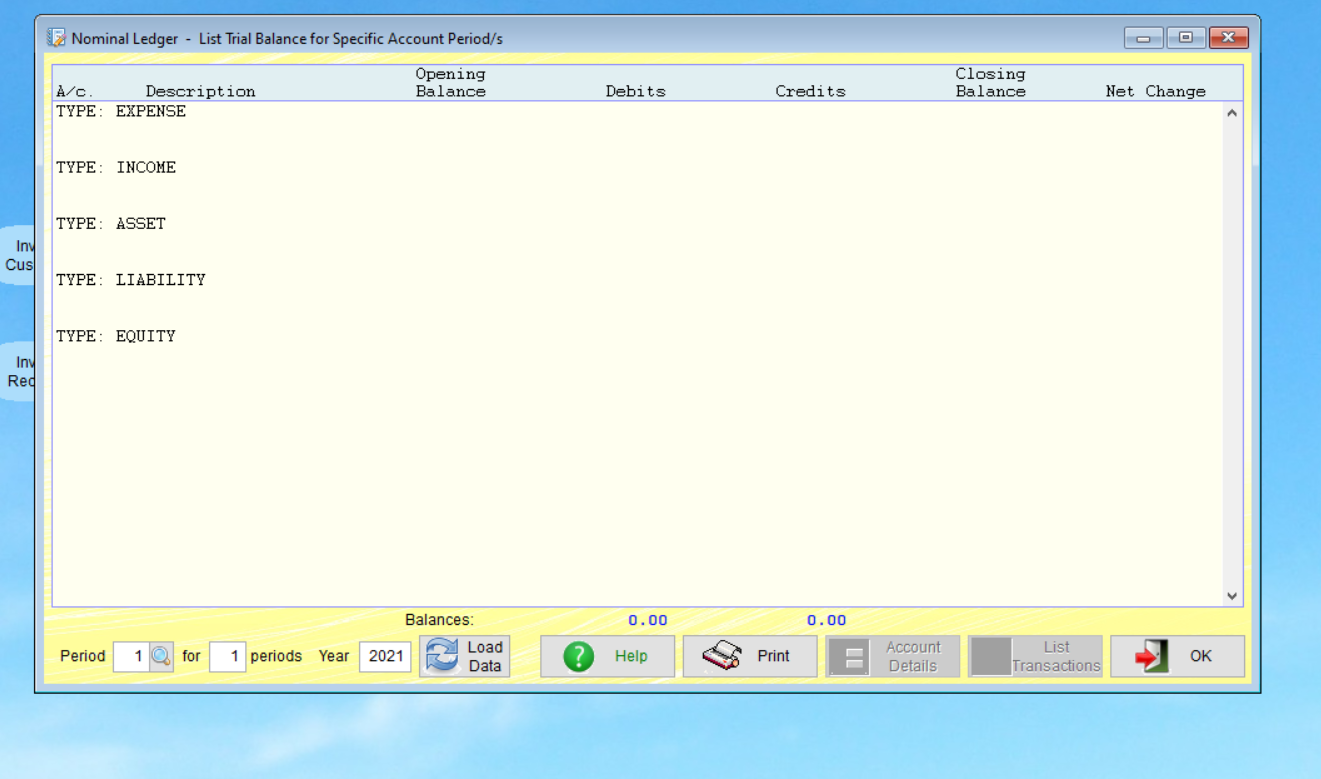 Nominal Ledger - List Trial Balance for Specific Account Period/s
Opening Closing
A/c. Description Balance Debits Credits Balance Net Change
TYPE: EXPENSE
TYPE: INCOME
TYPE: ASSET
Inv
Cus
TYPE: LIABILITY
TYPE: EQUITY
Inv
Rec
Balances: 0.00 0.00
Period 1 for 1 periods Year 2021 Load Data ? Help Print Account Details List Transactions OK